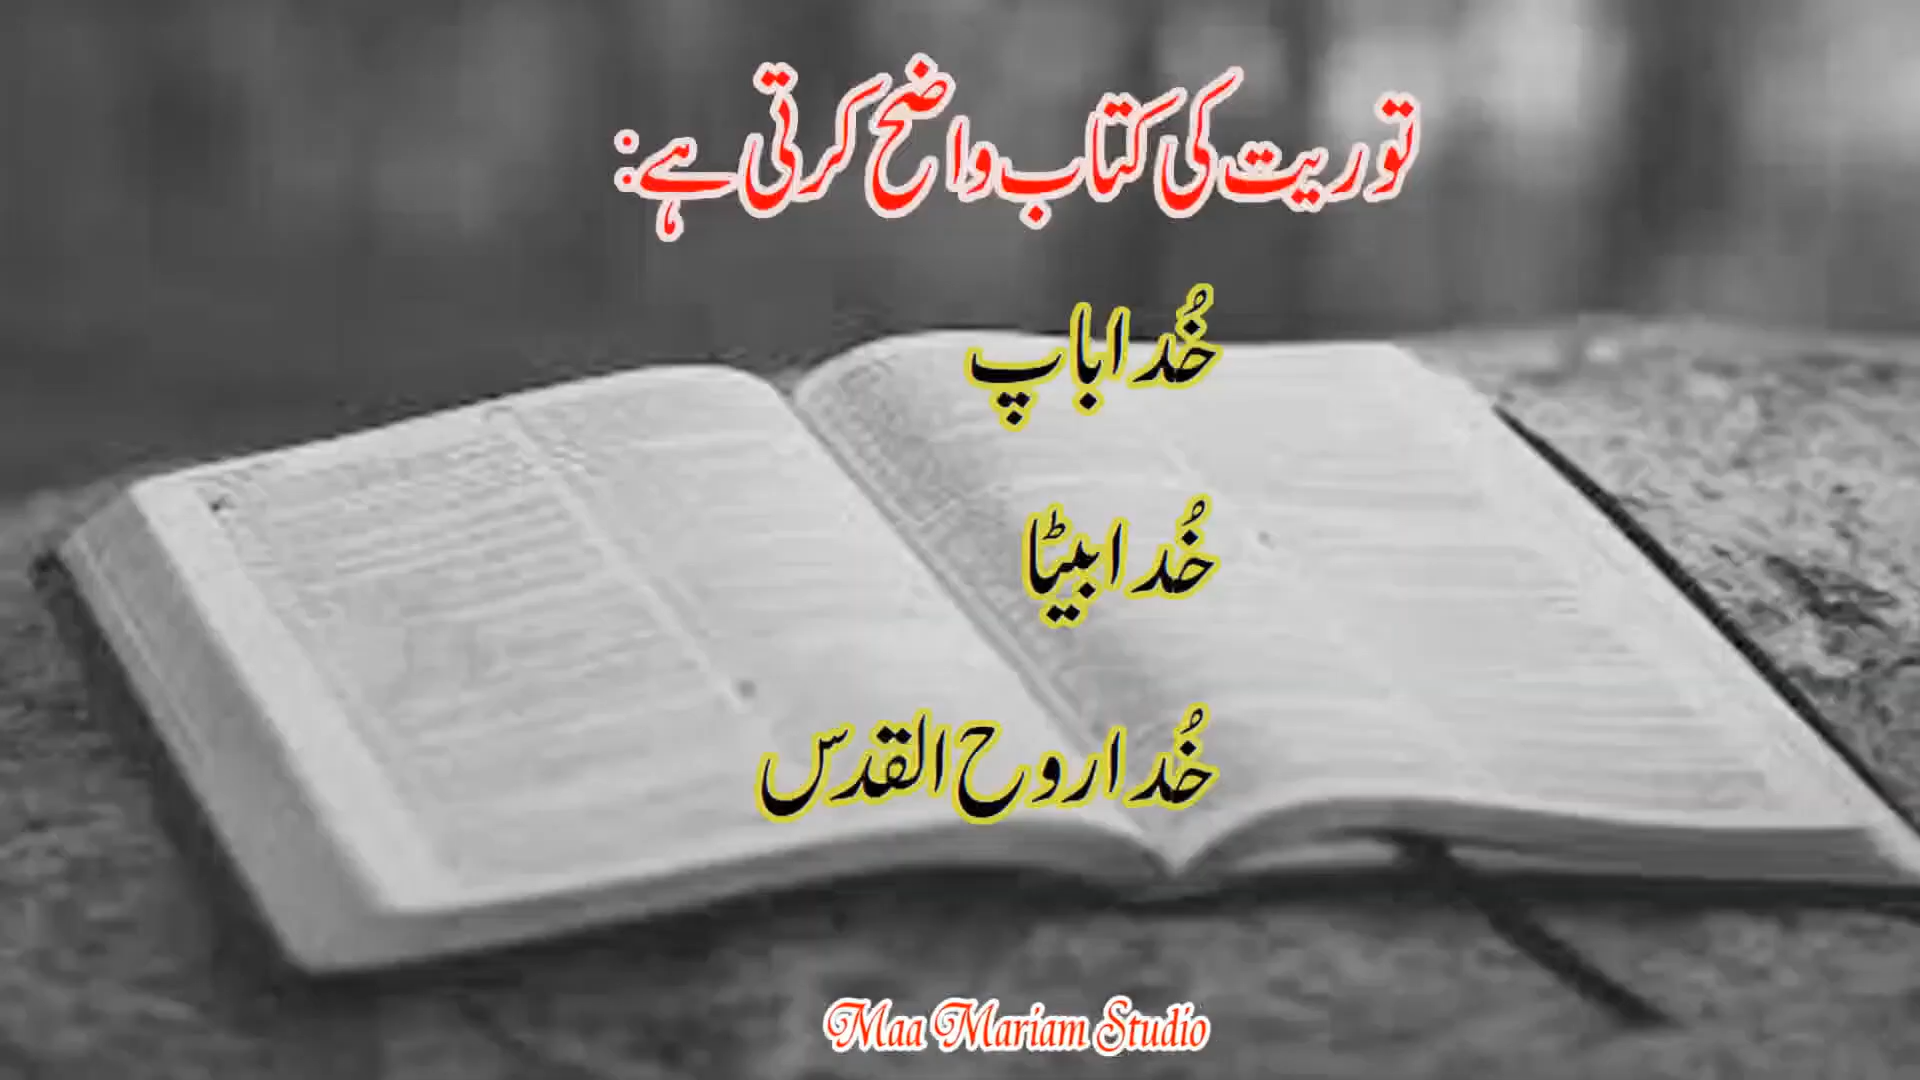 توریت کی کتاب واضح کرتی ہے:
خُدا باپ
خُدا بیٹا
خُدا روح القدس
Maa Mariam Studio